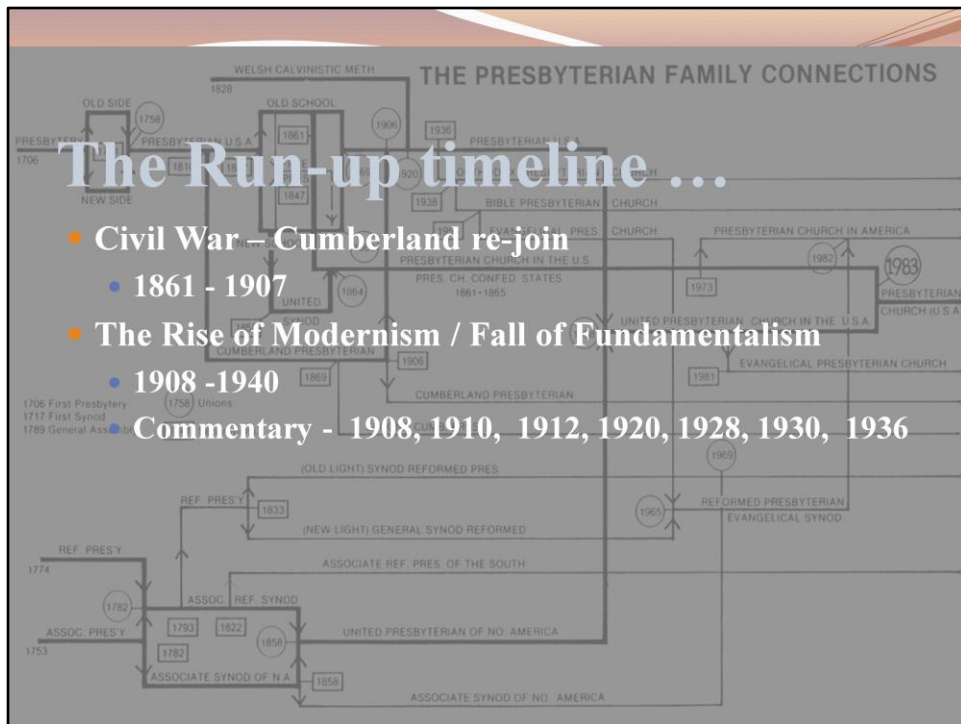 WELSH CALVINISTIC METH
1828
THE PRESBYTERIAN FAMILY CONNECTIONS
OLD SIDE
1758
OLD SCHOOL
1861
1906
1936
PRESBYTERY
1706
PRESBYTERIAN U.S.A.
PRESBYTERIAN U.S.A.
The Run-up timeline …
1920
CHURCH
NEW SIDE
1847
1936
BIBLE PRESBYTERIAN CHURCH
EVANGELICAL PRES. CHURCH
PRESBYTERIAN CHURCH IN AMERICA
• Civil War – Cumberland re-join
PRESBYTERIAN CHURCH IN THE U.S.
1982
1983
• 1861 - 1907
1864
PRES. CH. CONFED. STATES
1861-1865
1973
PRESBYTERIAN
CHURCH (U.S.A.
UNITED
SYNOD
UNITED PRESBYTERIAN CHURCH IN THE U.S.A
• The Rise of Modernism / Fall of Fundamentalism
CUMBERLAND PRESBYTERIAN
1906
EVANGELICAL PRESBYTERIAN CHURCH
1869
1981
• 1908 -1940
CUMBERLAND PRESBYTERIAN
1706 First Presbytery
1758 Unions
1717 First Synod
1789 General
• Commentary - 1908, 1910, 1912, 1920, 1928, 1930, 1936
1969
(OLD LIGHT) SYNOD REFORMED PRES.
REF. PRES'Y
1833
1965
REFORMED PRESBYTERIAN
EVANGELICAL SYNOD
(NEW LIGHT) GENERAL SYNOD REFORMED
REF. PRES'Y
1774
ASSOCIATE REF. PRES. OF THE SOUTH
1782
ASSOC. REF. SYNOD
1793
1822
1858
UNITED PRESBYTERIAN OF NO. AMERICA
ASSOC. PRES'Y
1753
1782
ASSOCIATE SYNOD OF N.A.
1858
ASSOCIATE SYNOD OF NO. AMERICA